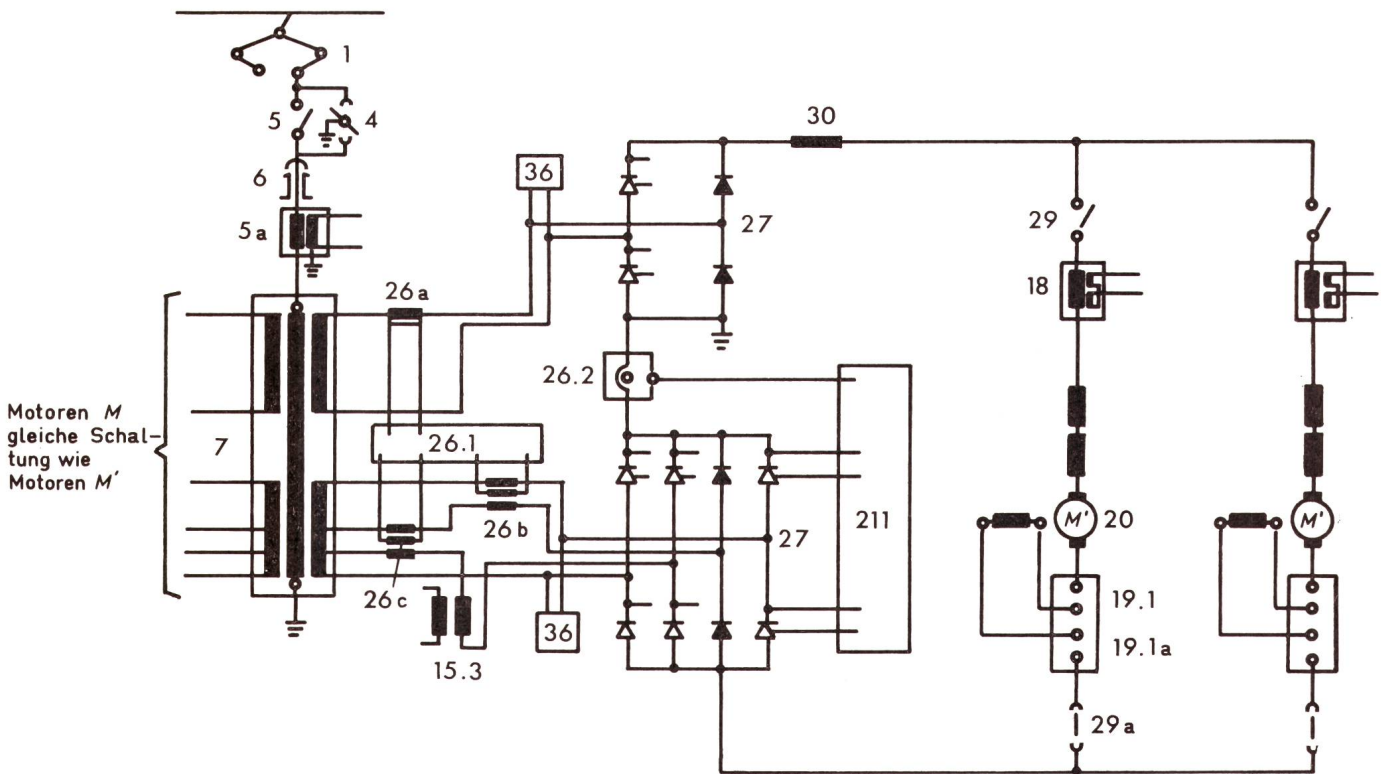 1
5
4
30
6
36
5a
27
29
18
26a
26.2
Motoren M
gleiche Schal-
tung wie
Motoren M'
7
26.1
211
26b
27
M'
20
M'
26c
36
19.1
15.3
19.1a
29a